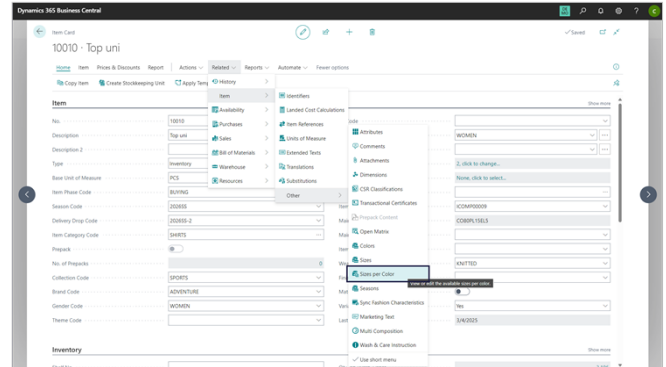 Dynamics 365 Business Central
Item Card
Saved
10010 · Top uni
Home Item Prices & Discounts Report Actions Related Reports Automate Fewer options
Copy Item Create Stockkeeping Unit Apply Temp
History
Item
Availability
Purchases
Sales
Bill of Materials
Warehouse
Resources
Identifiers
Landed Cost Calculations
Item References
Units of Measure
Extended Texts
Translations
Substitutions
Other
Attributes
Comments
Attachments
Dimensions
CSR Classifications
Transactional Certificates
Prepack Content
Open Matrix
Colors
Sizes
Sizes per Color
View or edit the available sizes per color.
Seasons
Sync Fashion Characteristics
Marketing Text
Multi Composition
Wash & Care Instruction
Use short menu
Item
Show more
No. 10010
Description Top uni
Description 2
Type Inventory
Base Unit of Measure PCS
Item Phase Code BUYING
Season Code 2026SS
Delivery Drop Code 2026SS-2
Item Category Code SHIRTS
Prepack
No. of Prepacks 0
Collection Code SPORTS
Brand Code ADVENTURE
Gender Code WOMEN
Theme Code
WOMEN
2, click to change...
None, click to select...
ICOMP00009
CO80PL15EL5
KNITTED
Yes
Last
3/4/2025
Inventory
Show more